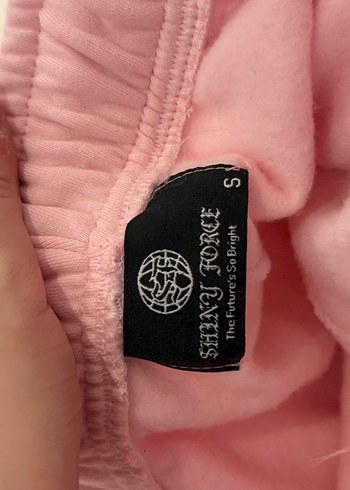 SHINY FORCE
The Future's So Bright
S